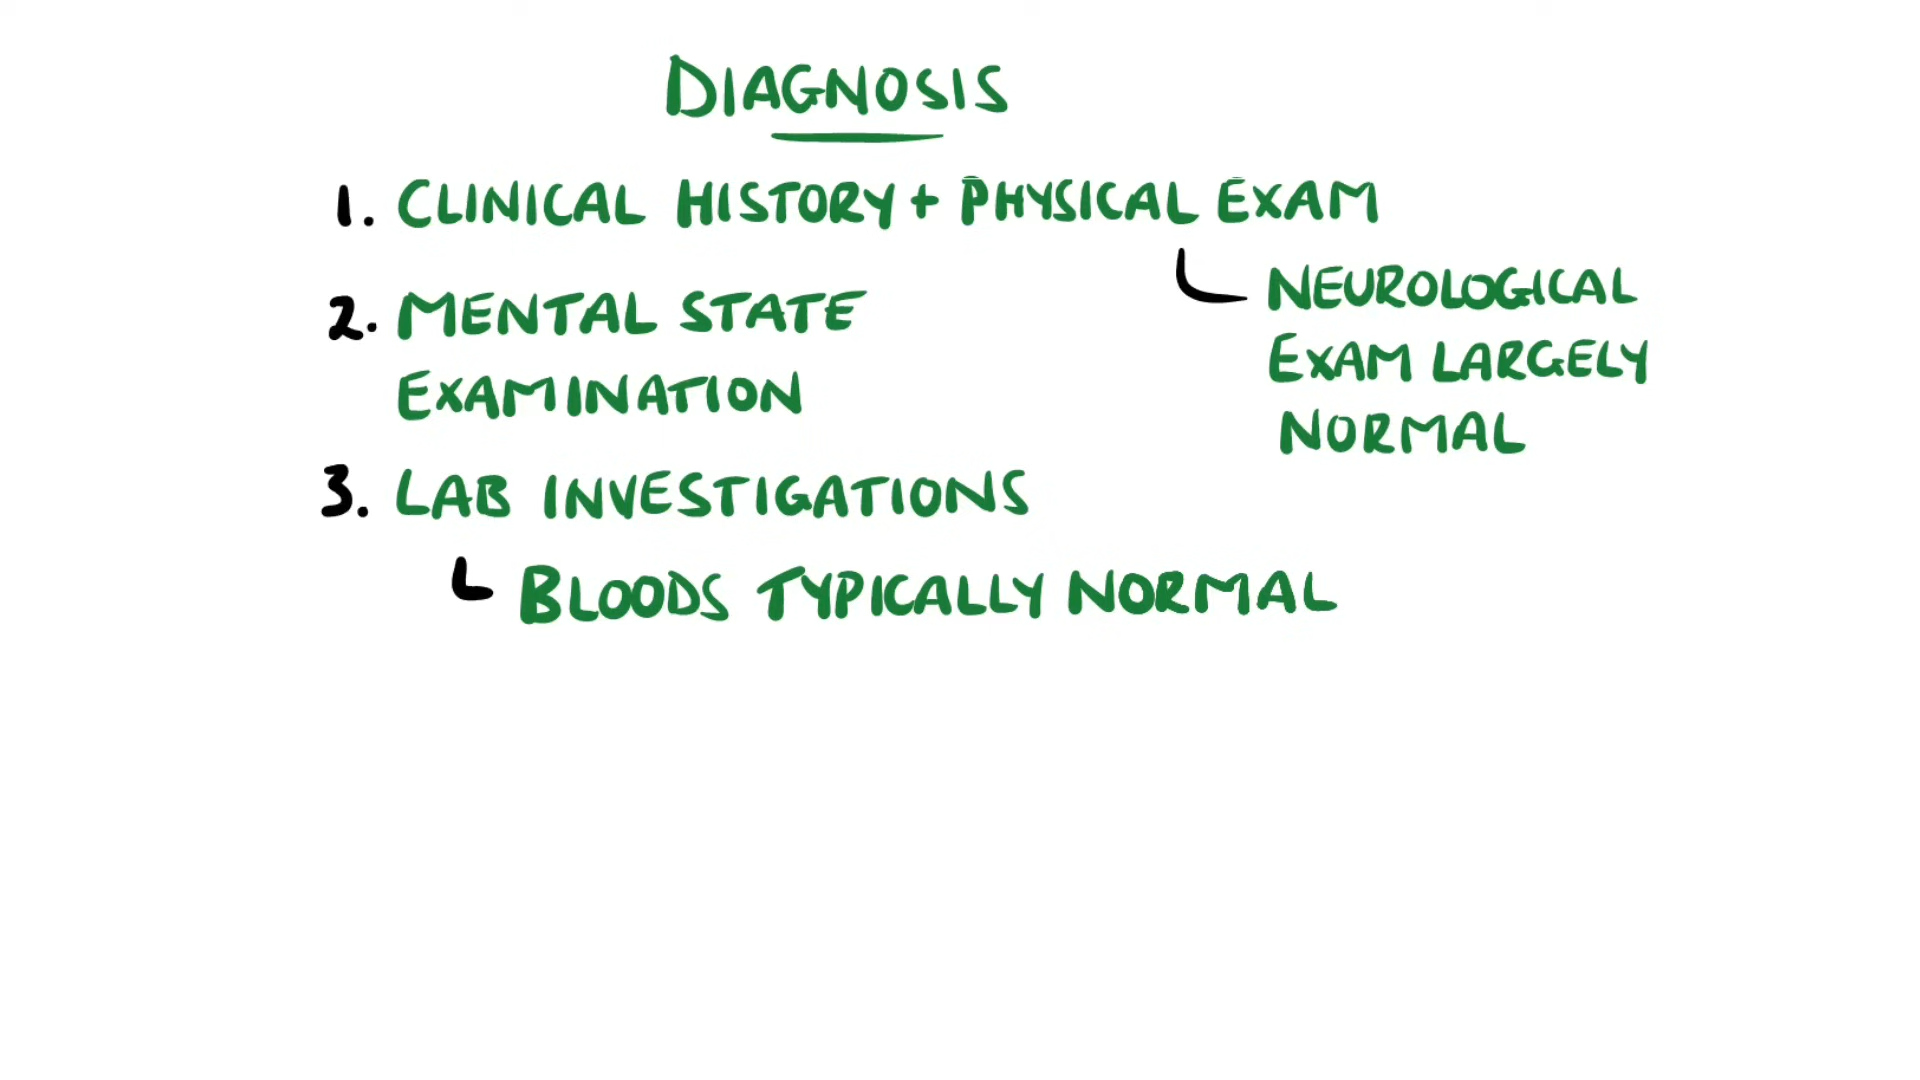 DIAGNOSIS
1. CLINICAL HISTORY + PHYSICAL EXAM
NEUROLOGICAL
EXAM LARGELY
NORMAL
2. MENTAL STATE
EXAMINATION
3. LAB INVESTIGATIONS
BLOODS TYPICALLY NORMAL